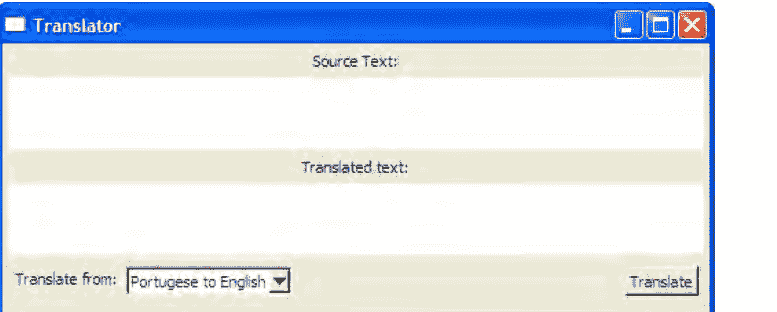 Translator
Source Text:
Translated text:
Translate from: Portugese to English Translate